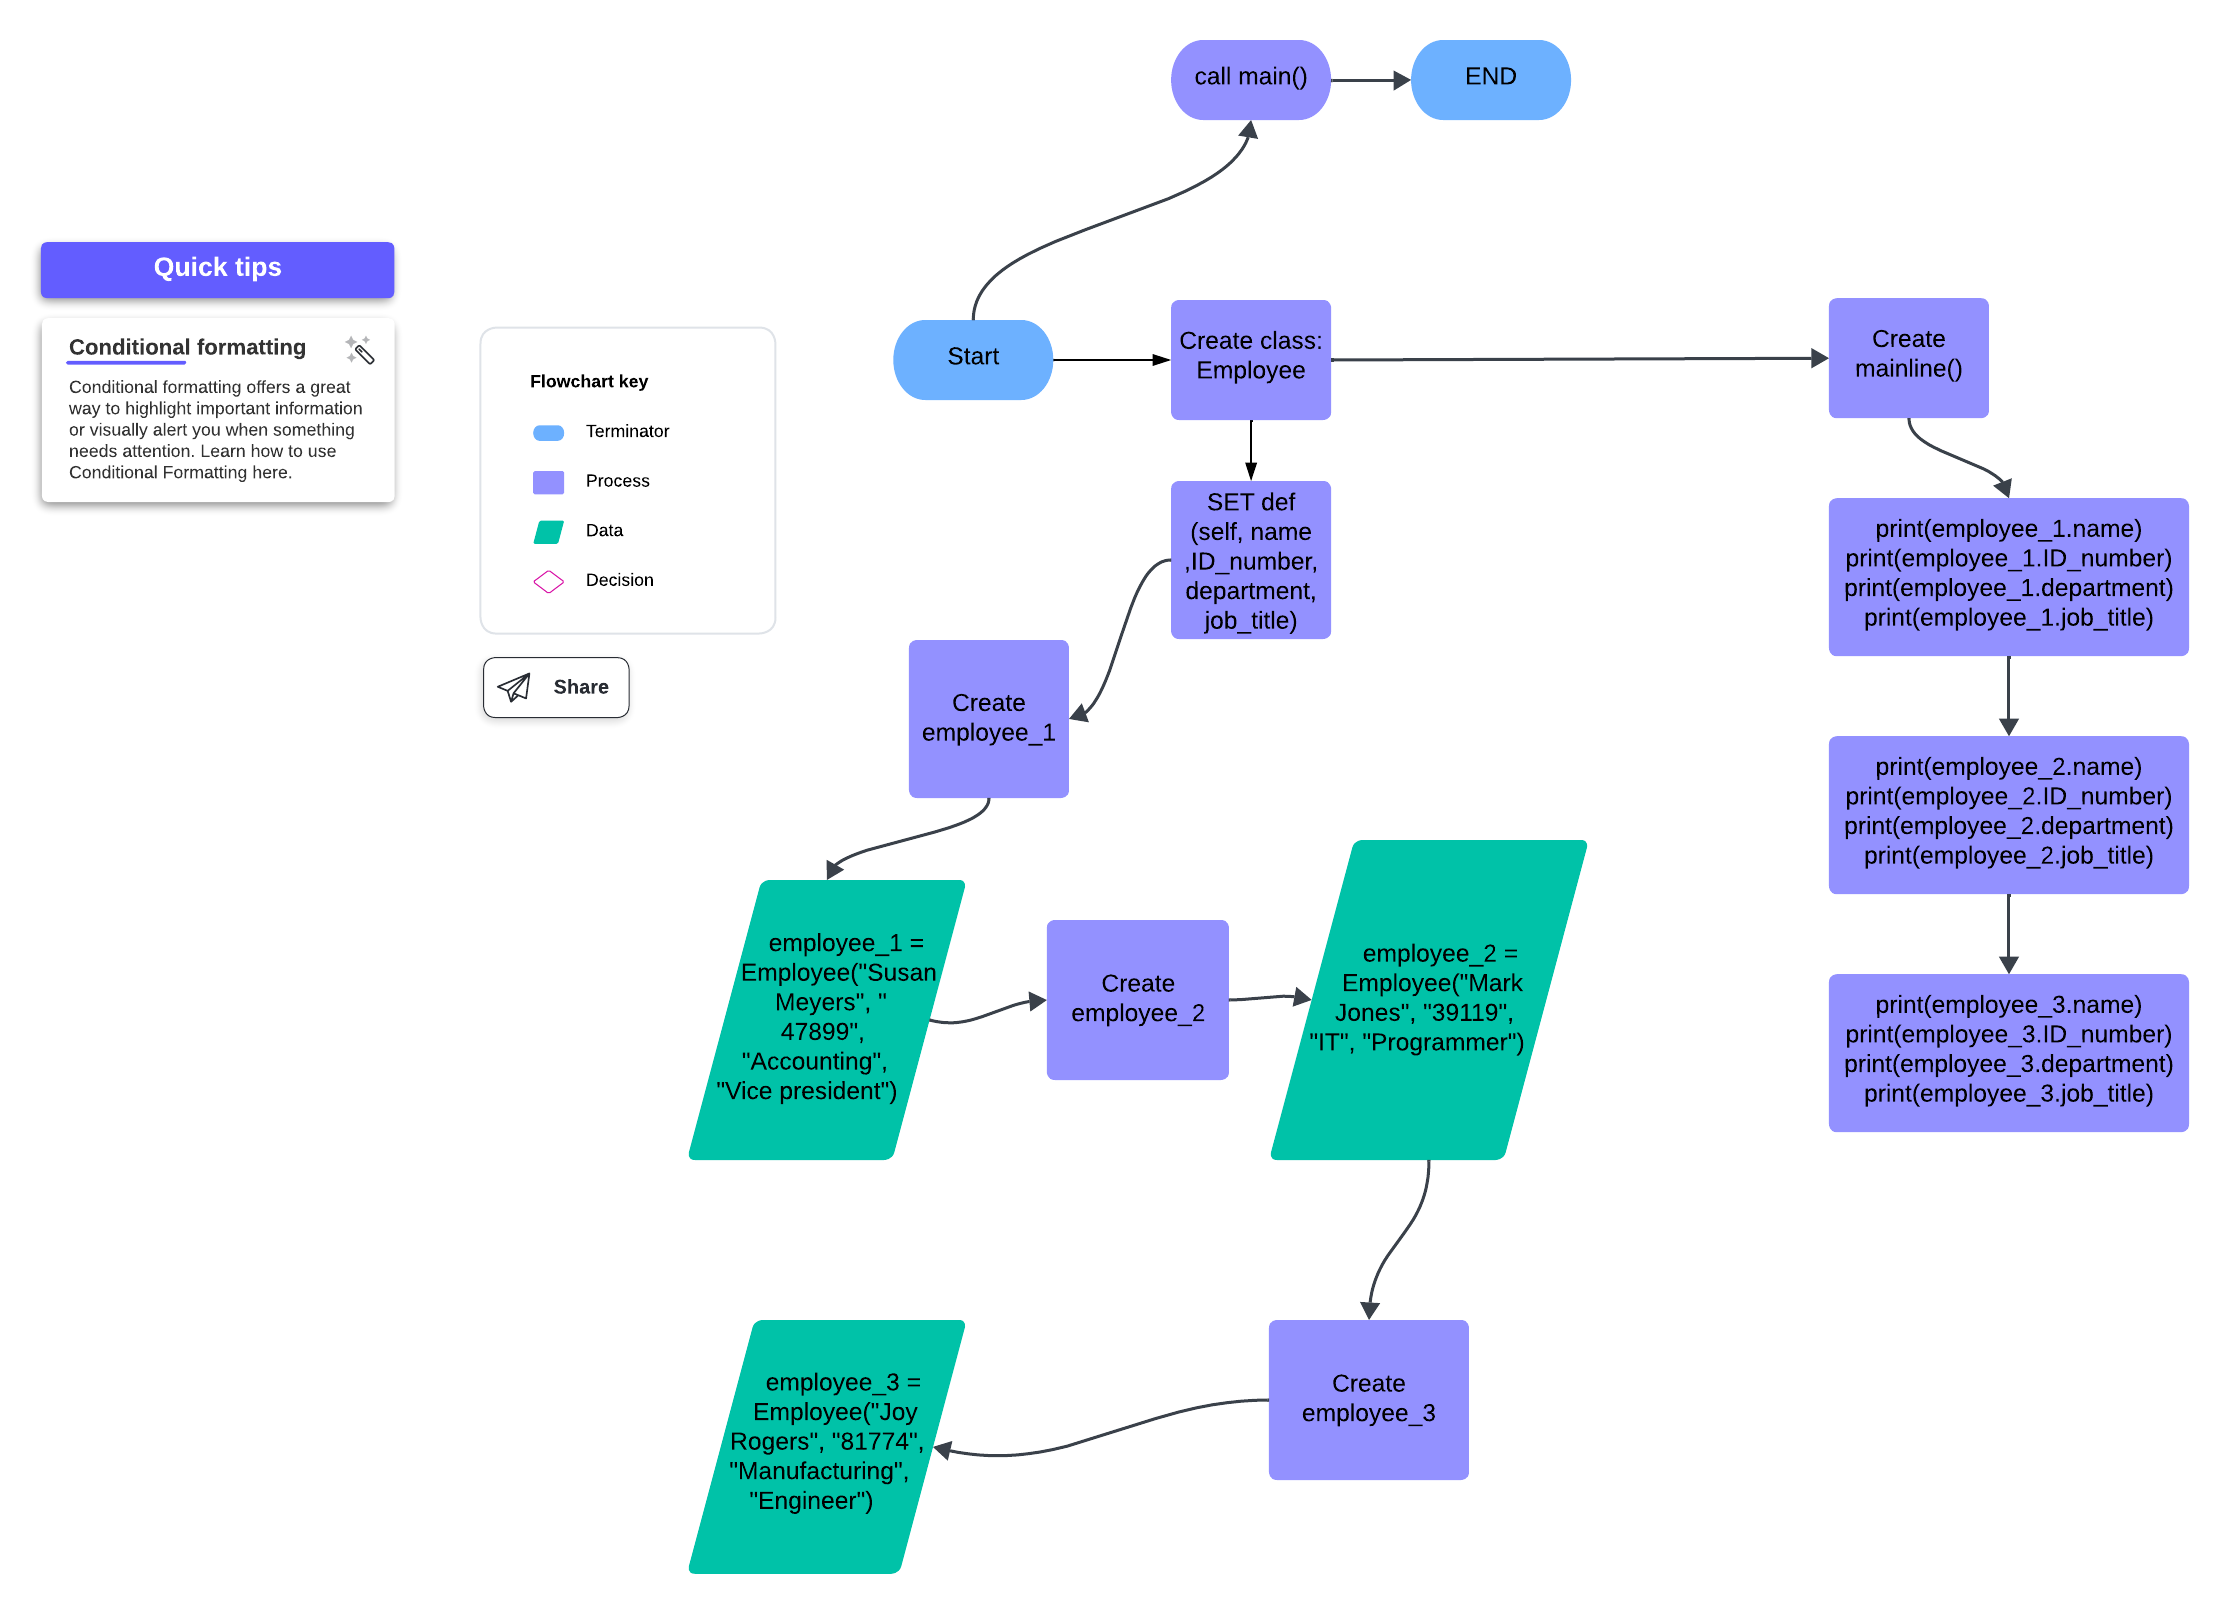 call main()
END
Quick tips
Conditional formatting
Conditional formatting offers a great
way to highlight important information
or visually alert you when something
needs attention. Learn how to use
Conditional Formatting here.
Flowchart key
Terminator
Process
Data
Decision
Share
Start
Create class:
Employee
Create
mainline()
SET def
(self, name
,ID_number,
department,
job_title)
print(employee_1.name)
print(employee_1.ID_number)
print(employee_1.department)
print(employee_1.job_title)
Create
employee_1
print(employee_2.name)
print(employee_2.ID_number)
print(employee_2.department)
print(employee_2.job_title)
employee_1 =
Employee("Susan
Meyers", "
47899",
"Accounting",
"Vice president")
Create
employee_2
employee_2 =
Employee("Mark
Jones", "39119",
"IT", "Programmer")
print(employee_3.name)
print(employee_3.ID_number)
print(employee_3.department)
print(employee_3.job_title)
Create
employee_3
employee_3 =
Employee("Joy
Rogers", "81774",
"Manufacturing",
"Engineer")